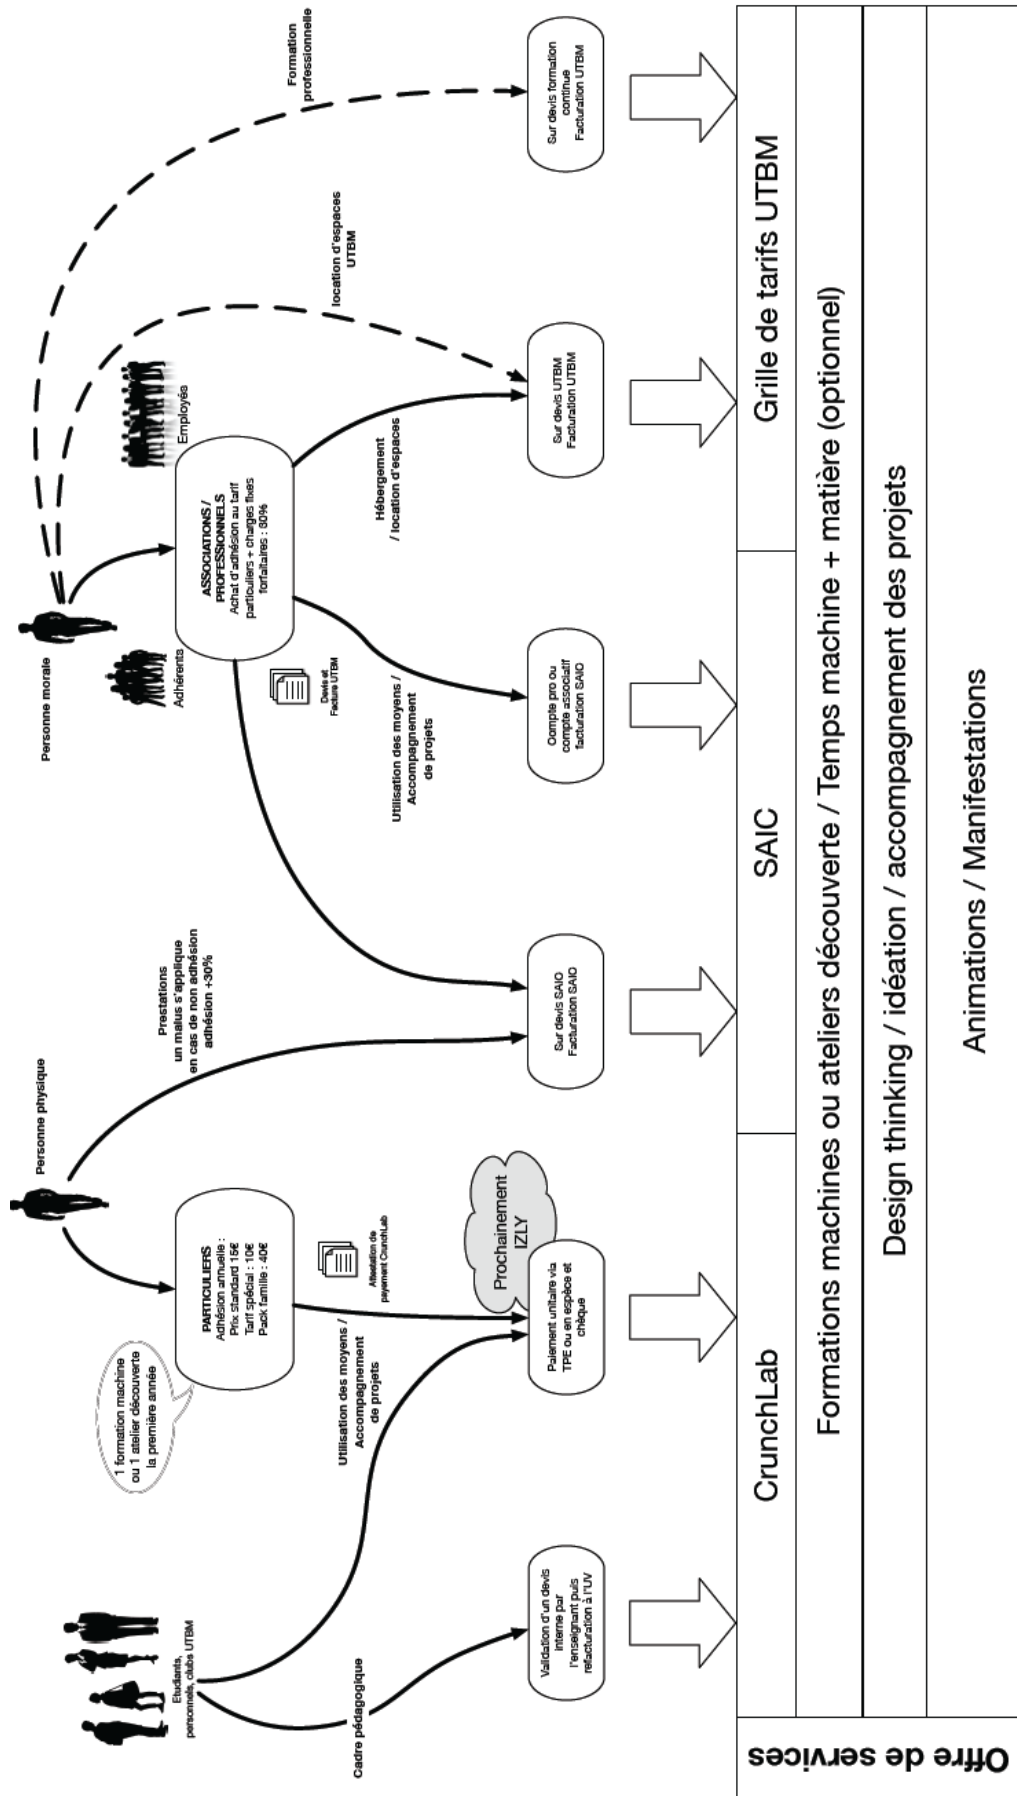 Etudiants,
personnels, clubs UTBM
Cadre pédagogique
Validation d'un devis
interne par
l'enseignant puis
refacturation à l'UV
1 formation machine
ou 1 atelier découverte
la première année
Personne physique
PARTICULIERS
Adhésion annuelle :
Prix standard 15€
Tarif spécial : 10€
Pack famille : 40€
Utilisation des moyens /
Accompagnement
de projets
Attestation de
payement CrunchLab
Prochainement
IZLY
Paiement unitaire via
TPE ou en espèce et
chèque
Prestations
un malus s'applique
en cas de non adhésion
adhésion +30%
Sur devis SAIC
Facturation SAIC
Personne morale
Adhérents
Employés
ASSOCIATIONS /
PROFESSIONNELS
Achat d'adhésion au tarif
particuliers + charges fixes
forfaitaires : 80%
Devis et
Facture UTBM
Utilisation des moyens /
Accompagnement
de projets
Compte pro ou
compte associatif
facturation SAIC
Hébergement
/ location d'espaces
location d'espaces
UTBM
Sur devis UTBM
Facturation UTBM
Formation
professionnelle
Sur devis formation
continue
Facturation UTBM
Offre de services
CrunchLab
SAIC
Grille de tarifs UTBM
Formations machines ou ateliers découverte / Temps machine + matière (optionnel)
Design thinking / idéation / accompagnement des projets
Animations / Manifestations